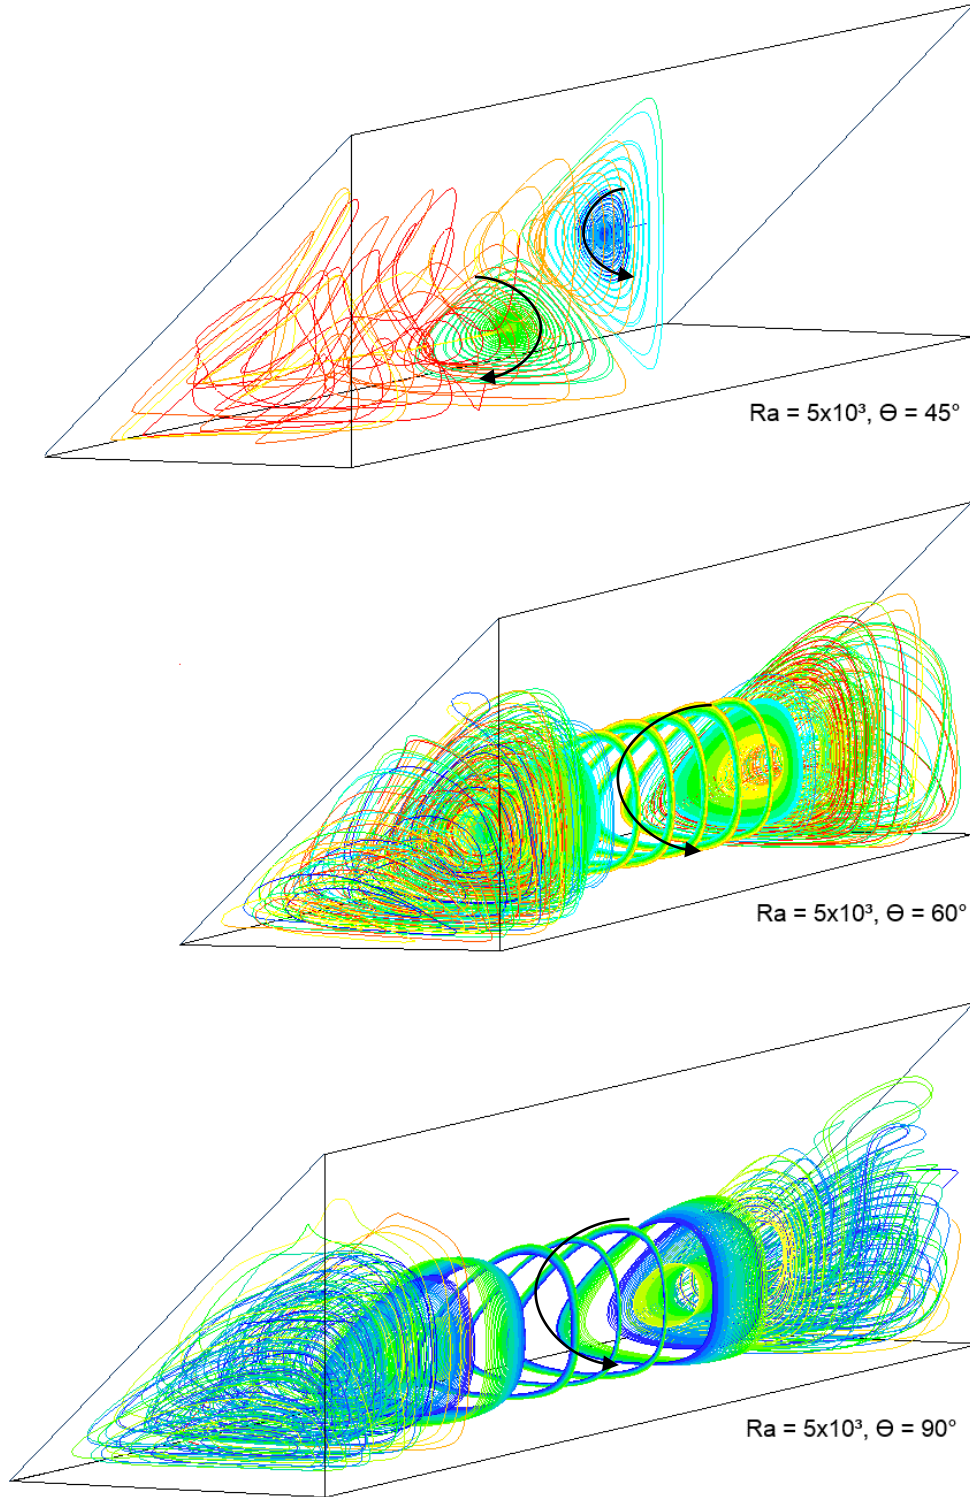 Ra = 5x10³, Θ = 45°
Ra = 5x10³, Θ = 60°
Ra = 5x10³, Θ = 90°